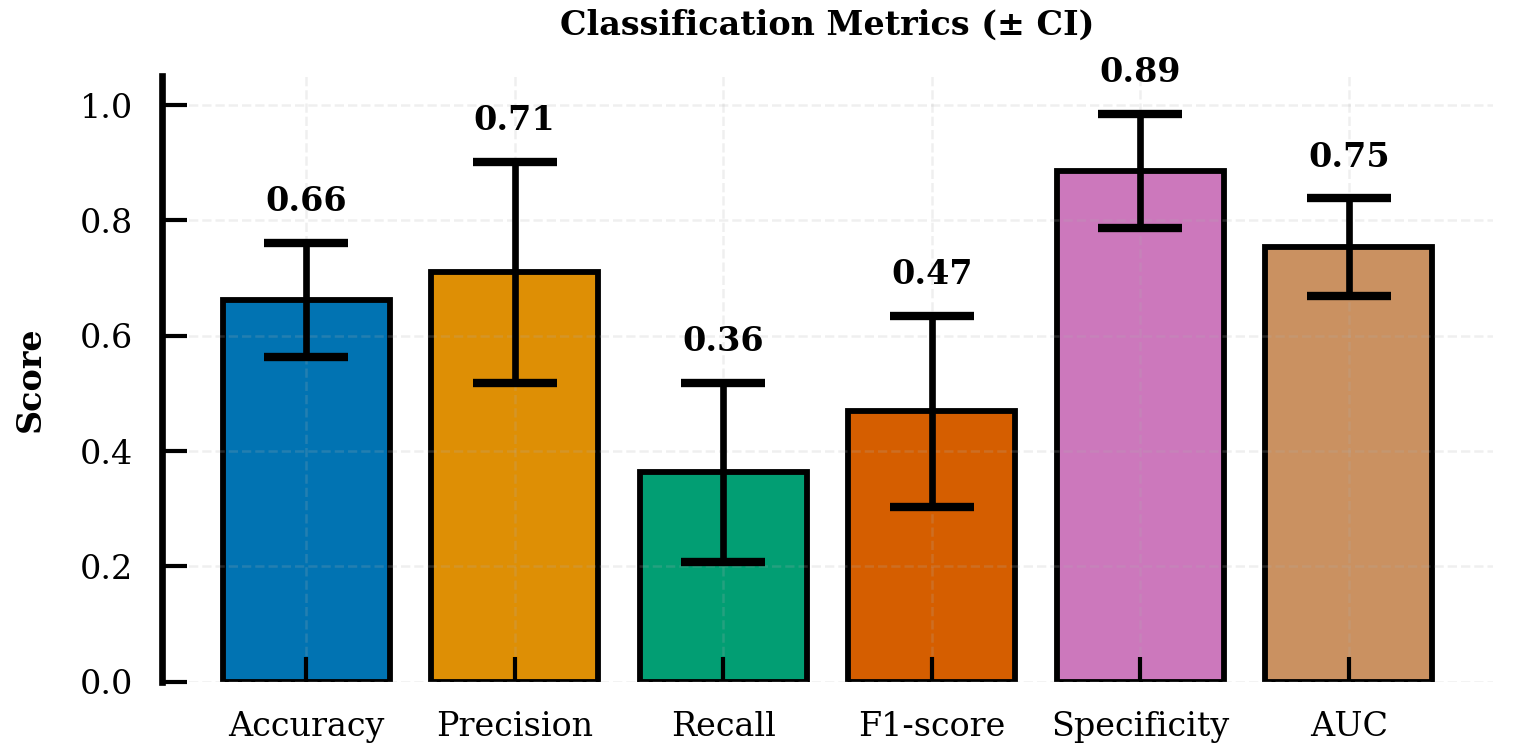 Classification Metrics (± CI)
Score
1.0
0.8
0.6
0.4
0.2
0.0
0.66
0.71
0.36
0.47
0.89
0.75
Accuracy
Precision
Recall
F1-score
Specificity
AUC